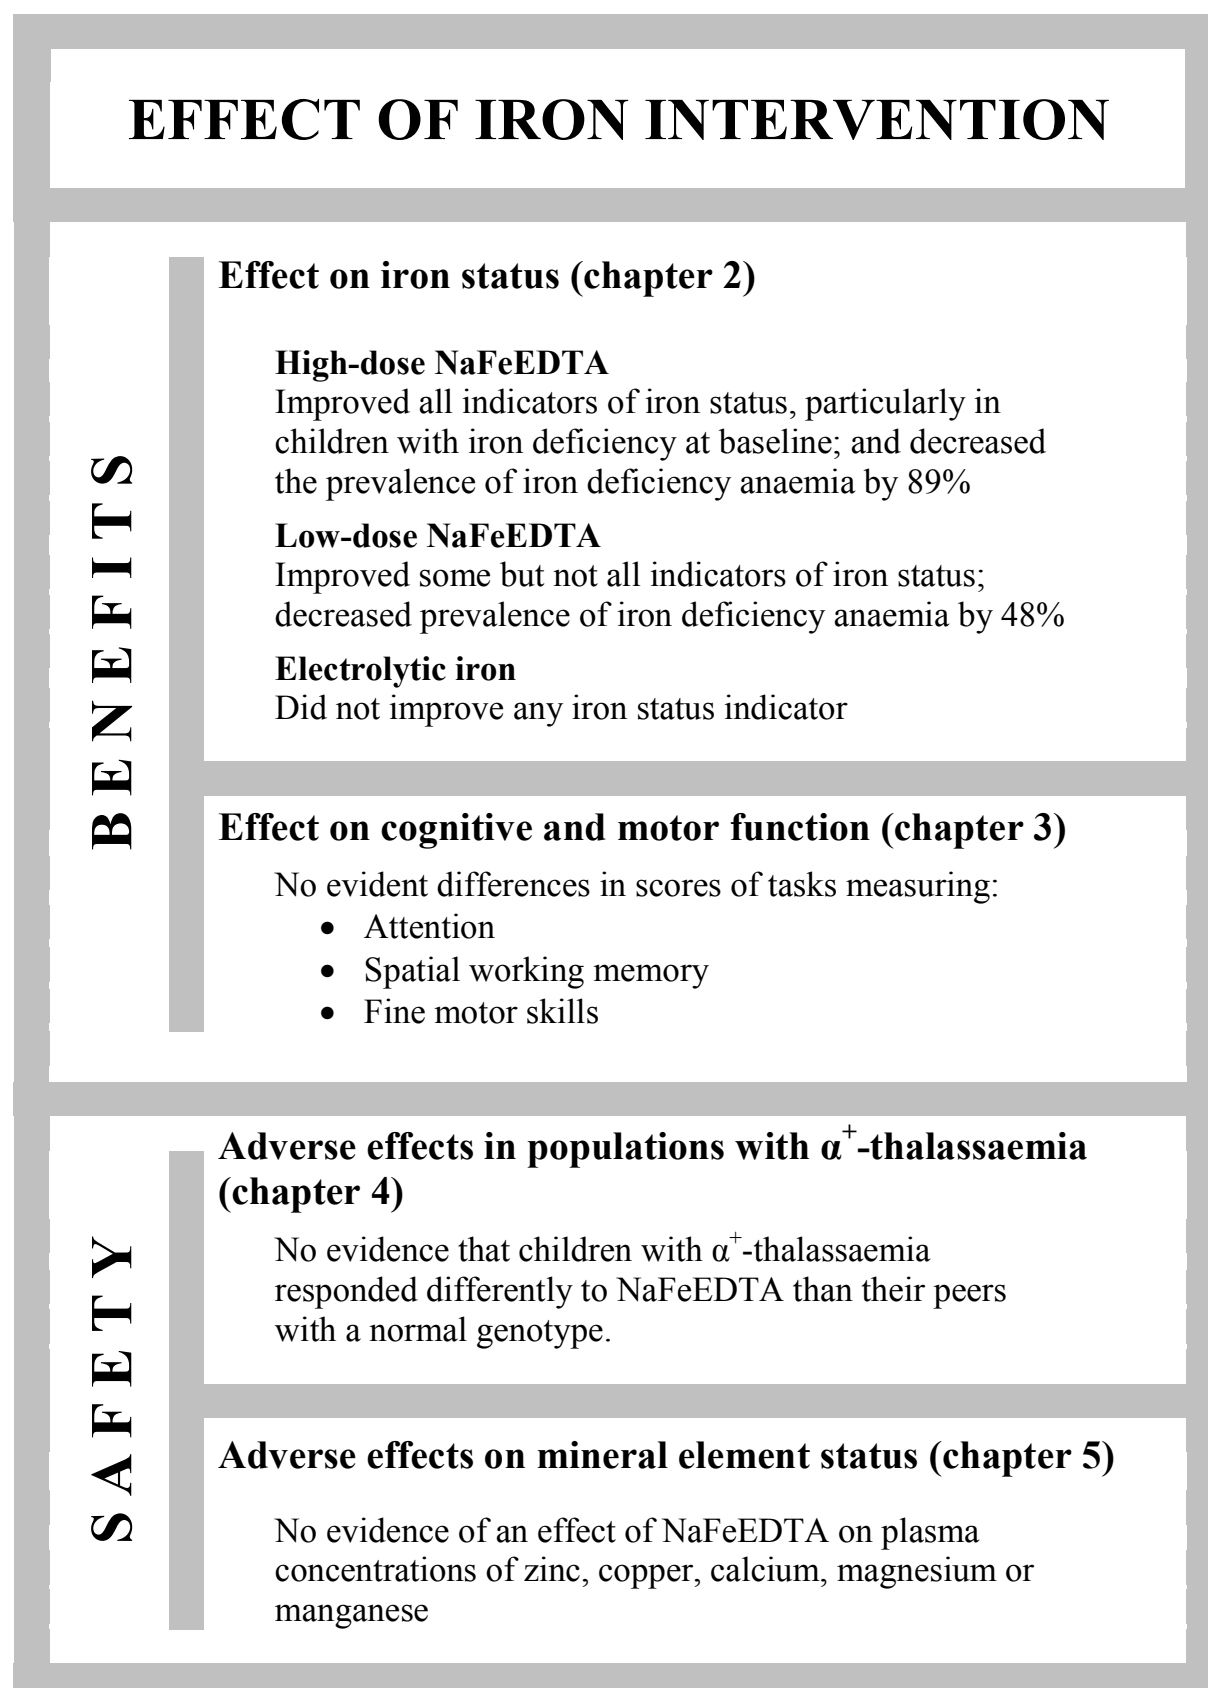 EFFECT OF IRON INTERVENTION
BENEFITS
Effect on iron status (chapter 2)
High-dose NaFeEDTA
Improved all indicators of iron status, particularly in
children with iron deficiency at baseline; and decreased
the prevalence of iron deficiency anaemia by 89%
Low-dose NaFeEDTA
Improved some but not all indicators of iron status;
decreased prevalence of iron deficiency anaemia by 48%
Electrolytic iron
Did not improve any iron status indicator
Effect on cognitive and motor function (chapter 3)
No evident differences in scores of tasks measuring:
• Attention
• Spatial working memory
• Fine motor skills
SAFETY
Adverse effects in populations with α⁺-thalassaemia
(chapter 4)
No evidence that children with α⁺-thalassaemia
responded differently to NaFeEDTA than their peers
with a normal genotype.
Adverse effects on mineral element status (chapter 5)
No evidence of an effect of NaFeEDTA on plasma
concentrations of zinc, copper, calcium, magnesium or
manganese